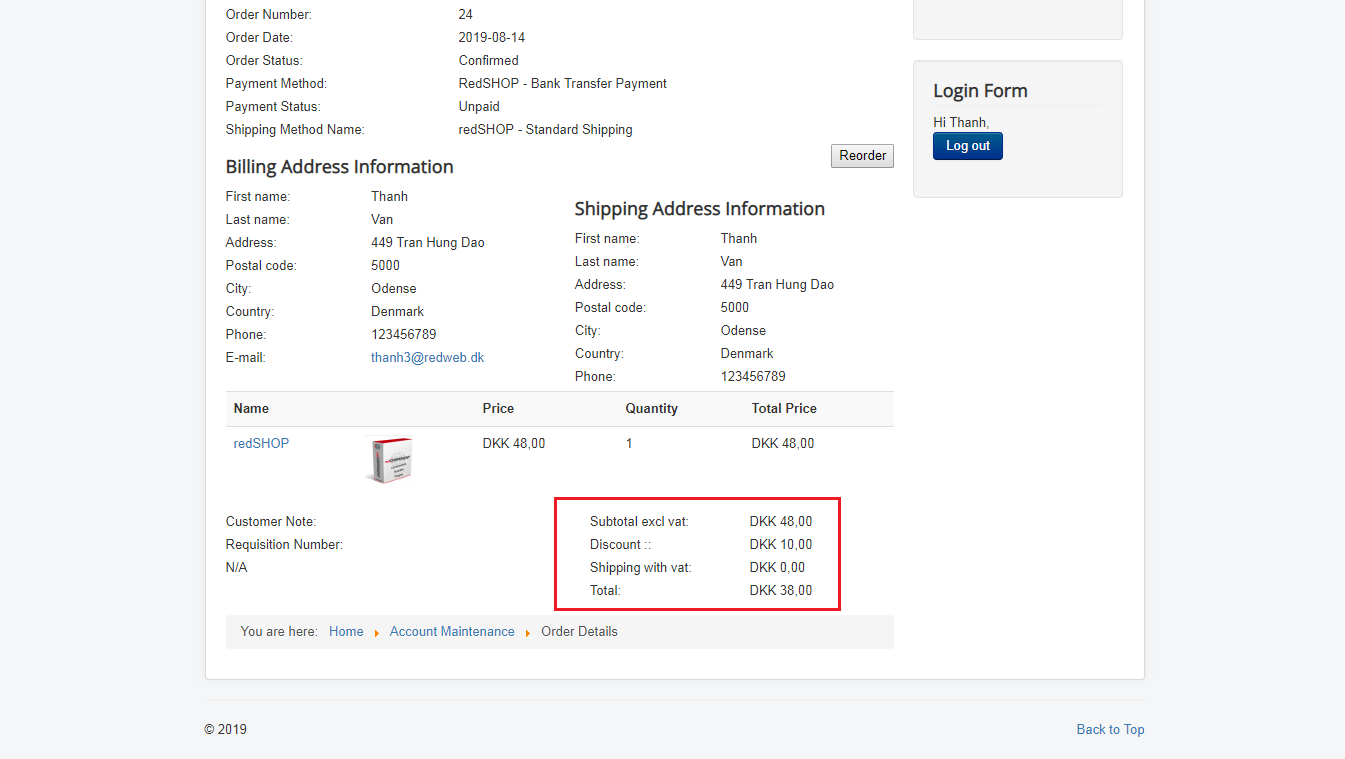 Order Number: 24
Order Date: 2019-08-14
Order Status: Confirmed
Payment Method: RedSHOP - Bank Transfer Payment
Payment Status: Unpaid
Shipping Method Name: redSHOP - Standard Shipping
Reorder
Billing Address Information
First name: Thanh
Last name: Van
Address: 449 Tran Hung Dao
Postal code: 5000
City: Odense
Country: Denmark
Phone: 123456789
E-mail: thanh3@redweb.dk
Shipping Address Information
First name: Thanh
Last name: Van
Address: 449 Tran Hung Dao
Postal code: 5000
City: Odense
Country: Denmark
Phone: 123456789
Name Price Quantity Total Price
redSHOP DKK 48,00 1 DKK 48,00
Customer Note:
Requisition Number:
N/A
Subtotal excl vat: DKK 48,00
Discount :: DKK 10,00
Shipping with vat: DKK 0,00
Total: DKK 38,00
You are here: Home Account Maintenance Order Details
Login Form
Hi Thanh,
Log out
© 2019
Back to Top